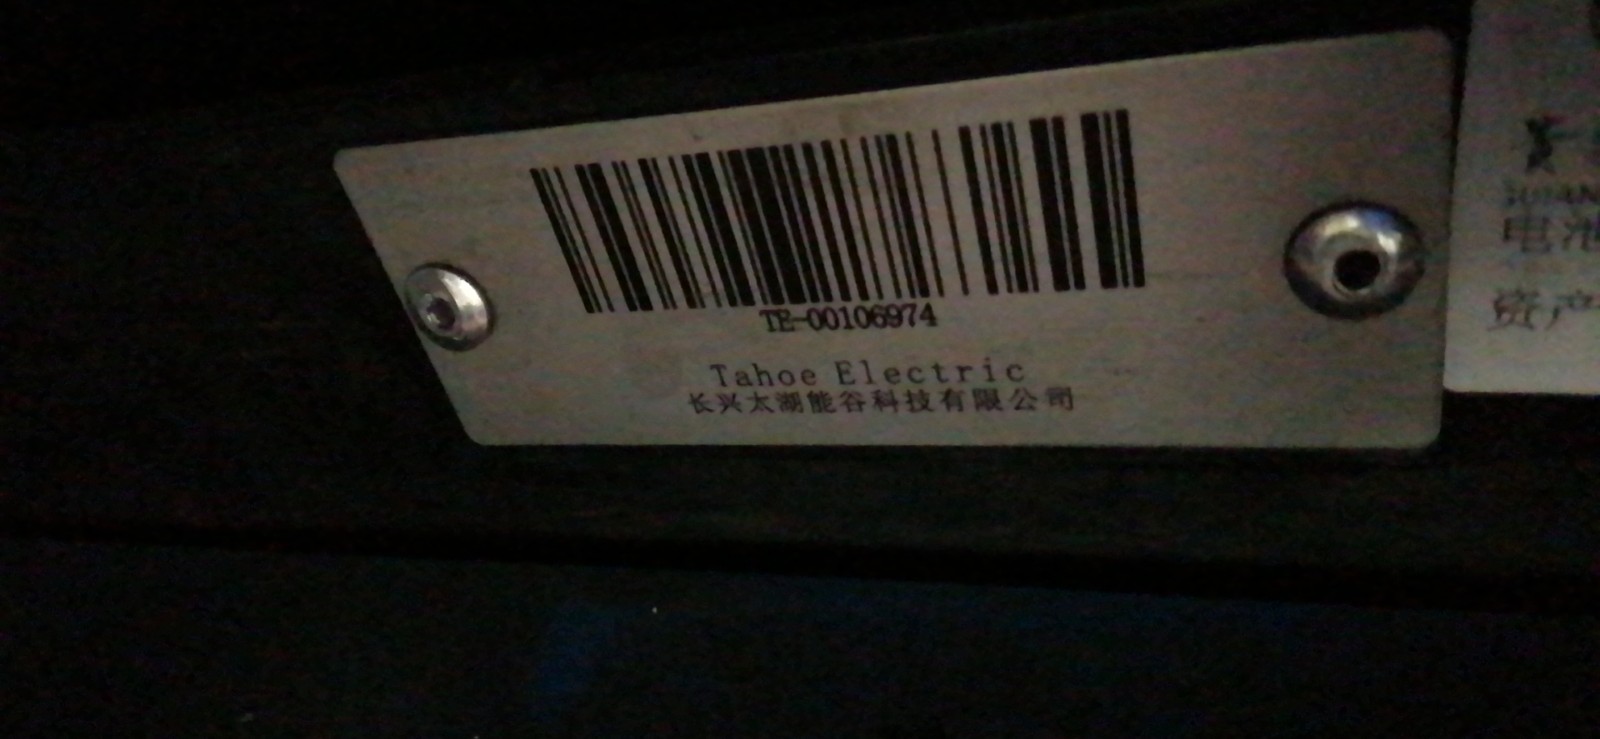 TE-00106974
Tahoe Electric
长兴太湖能谷科技有限公司
电池
资产